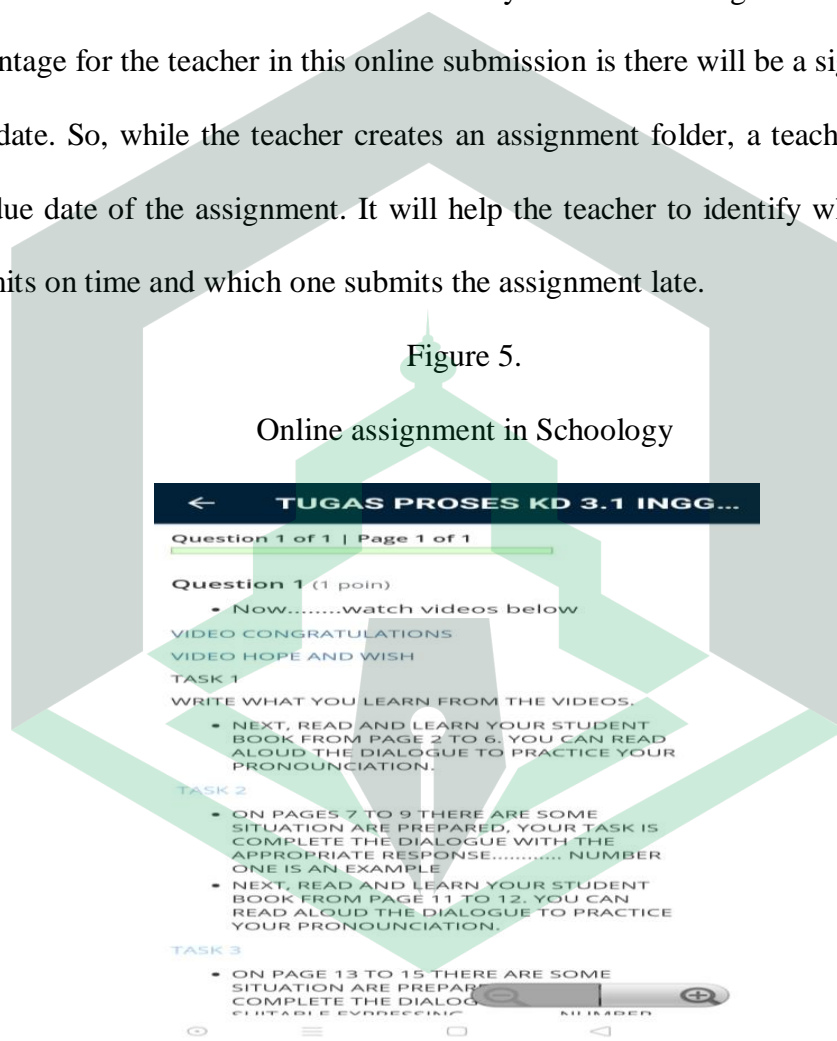 ntage for the teacher in this online submission is there will be a si
date. So, while the teacher creates an assignment folder, a teach
lue date of the assignment. It will help the teacher to identify w
nits on time and which one submits the assignment late.
Figure 5.
Online assignment in Schoology
← TUGAS PROSES KD 3.1 INGG...
Question 1 of 1 | Page 1 of 1
Question 1 (1 poin)
• Now........watch videos below
VIDEO CONGRATULATIONS
VIDEO HOPE AND WISH
TASK 1
WRITE WHAT YOU LEARN FROM THE VIDEOS.
• NEXT, READ AND LEARN YOUR STUDENT
BOOK FROM PAGE 2 TO 6. YOU CAN READ
ALOUD THE DIALOGUE TO PRACTICE YOUR
PRONOUNCIATION.
TASK 2
• ON PAGES 7 TO 9 THERE ARE SOME
SITUATION ARE PREPARED, YOUR TASK IS
COMPLETE THE DIALOGUE WITH THE
APPROPRIATE RESPONSE............ NUMBER
ONE IS AN EXAMPLE
• NEXT, READ AND LEARN YOUR STUDENT
BOOK FROM PAGE 11 TO 12. YOU CAN
READ ALOUD THE DIALOGUE TO PRACTICE
YOUR PRONOUNCIATION.
TASK 3
• ON PAGE 13 TO 15 THERE ARE SOME
SITUATION ARE PREPAR
COMPLETE THE DIALOG